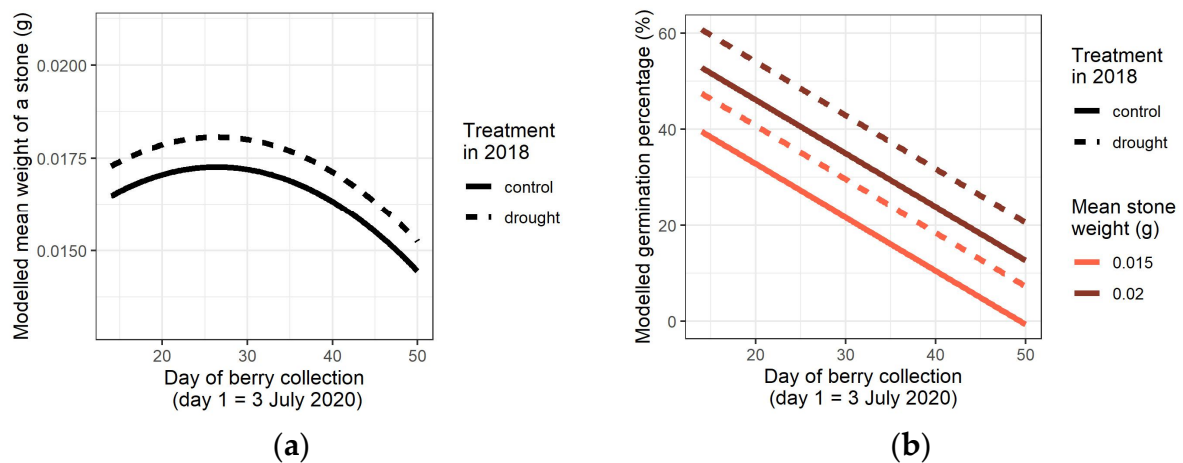 Modelled mean weight of a stone (g)
0.0200
0.0175
0.0150
20
30
40
50
Day of berry collection
(day 1 = 3 July 2020)
Treatment
in 2018
control
drought
(a)
Modelled germination percentage (%)
60
40
20
0
20
30
40
50
Day of berry collection
(day 1 = 3 July 2020)
Treatment
in 2018
control
drought
Mean stone
weight (g)
0.015
0.02
(b)